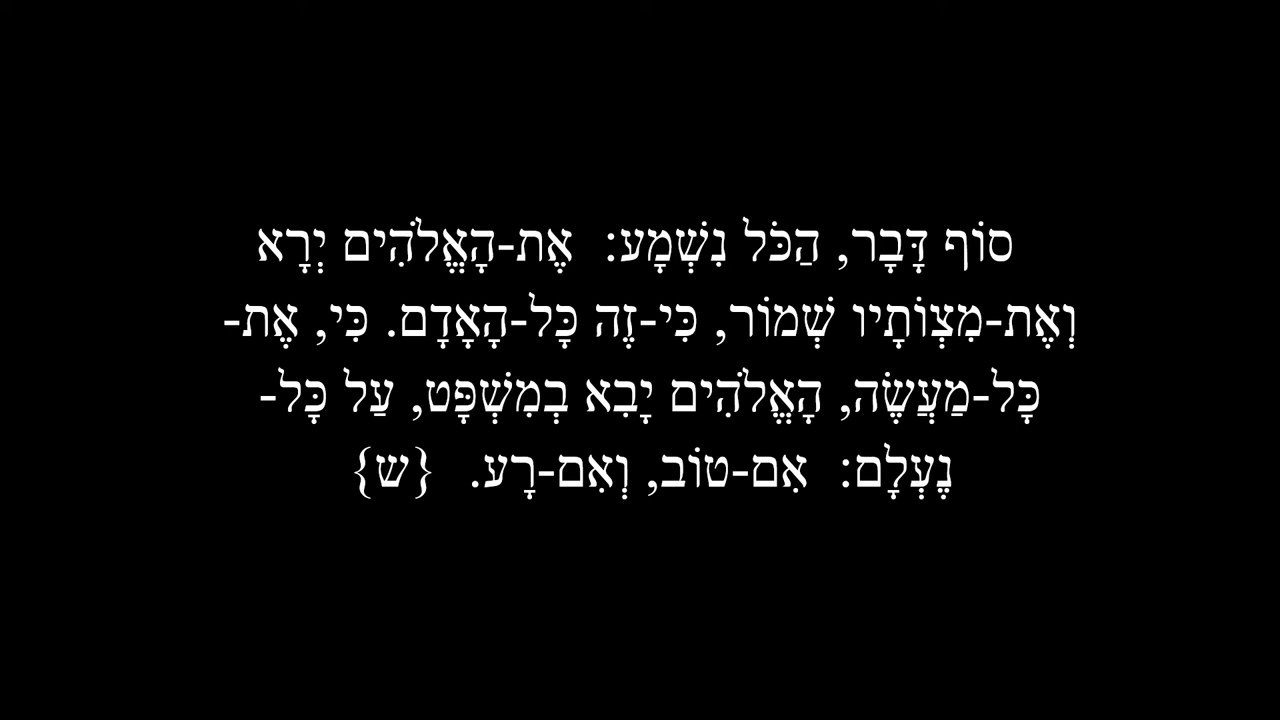 סוֹף דָּבָר, הַכֹּל נִשְׁמָע:  אֶת-הָאֱלֹהִים יְרָא
וְאֶת-מִצְוֹתָיו שְׁמוֹר, כִּי-זֶה כָּל-הָאָדָם. כִּי, אֶת-
כָּל-מַעֲשֶׂה, הָאֱלֹהִים יָבִא בְמִשְׁפָּט, עַל כָּל-
נֶעְלָם:  אִם-טוֹב, וְאִם-רָע.  {ש}